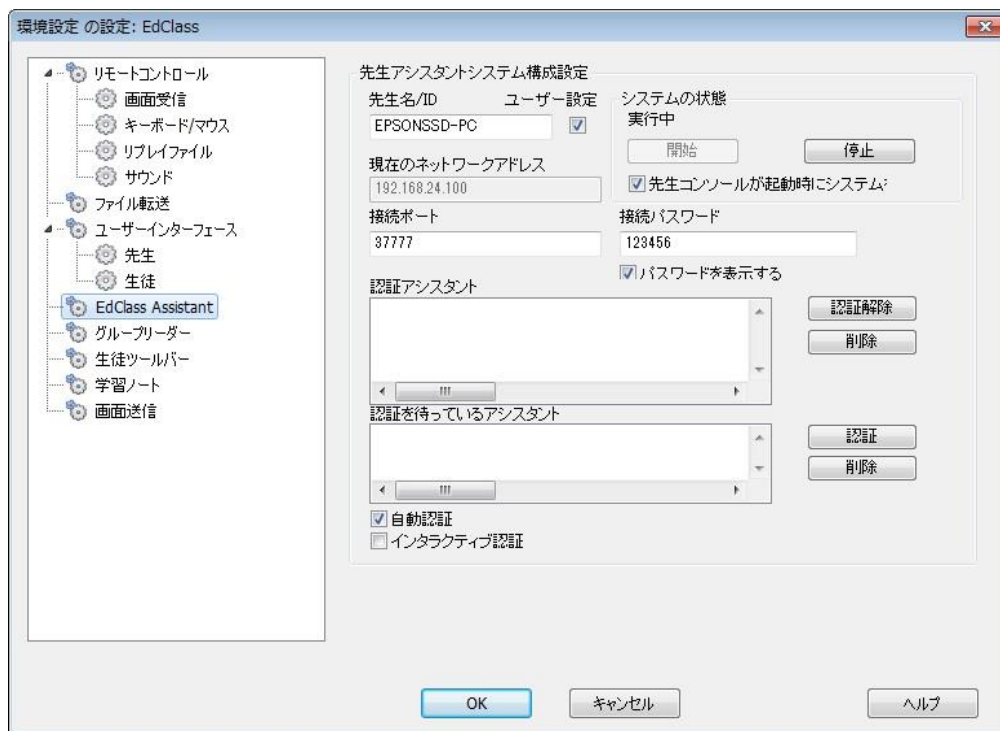 環境設定 の設定: EdClass
リモートコントロール
画面受信
キーボード/マウス
リプレイファイル
サウンド
ファイル転送
ユーザーインターフェース
先生
生徒
EdClass Assistant
グループリーダー
生徒ツールバー
学習ノート
画面送信
先生アシスタントシステム構成設定
先生名/ID ユーザー設定
EPSONSSD-PC
システムの状態
実行中
開始 停止
先生コンソールが起動時にシステム
現在のネットワークアドレス
192.168.24.100
接続ポート
37777
接続パスワード
123456
パスワードを表示する
認証アシスタント
認証解除
削除
認証を待っているアシスタント
認証
削除
自動認証
インタラクティブ認証
OK キャンセル ヘルプ